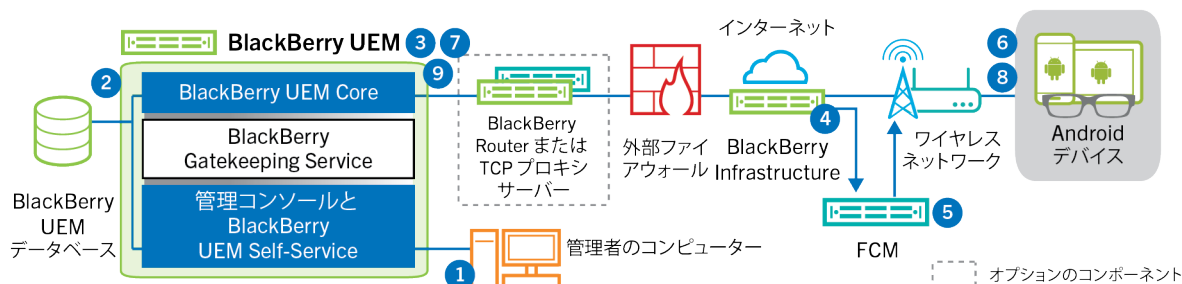 インターネット
BlackBerry UEM 3 7
6
2
9
8
BlackBerry UEM Core
BlackBerry
Gatekeeping Service
管理コンソールと
BlackBerry
UEM Self-Service
BlackBerry
UEM
データベース
BlackBerry
Router または
TCP プロキシ
サーバー
外部ファイ
アウォール
4
BlackBerry
Infrastructure
ワイヤレス
ネットワーク
Android
デバイス
5
FCM
1
管理者のコンピューター
オプションのコンポーネント